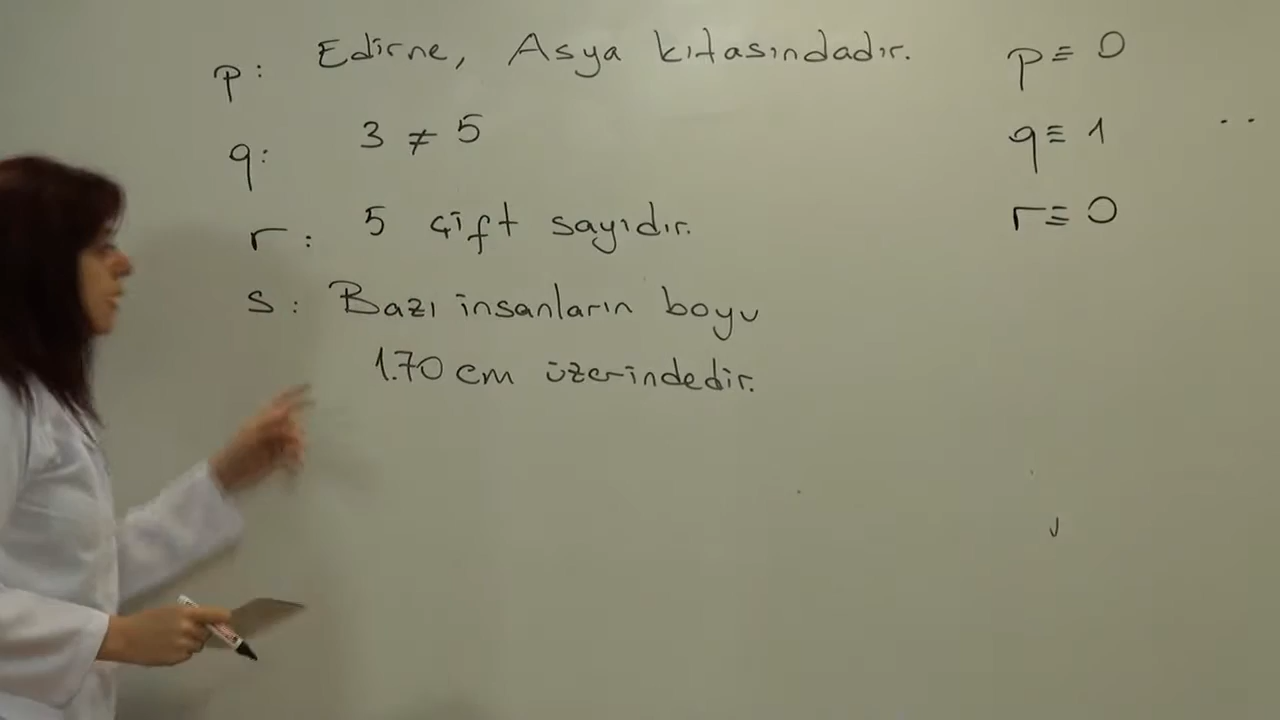 p: Edirne, Asya kıtasındadır. p ≡ 0
q: 3 ≠ 5 q ≡ 1
r: 5 çift sayıdır. r ≡ 0
s: Bazı insanların boyu
1.70 cm üzerindedir.